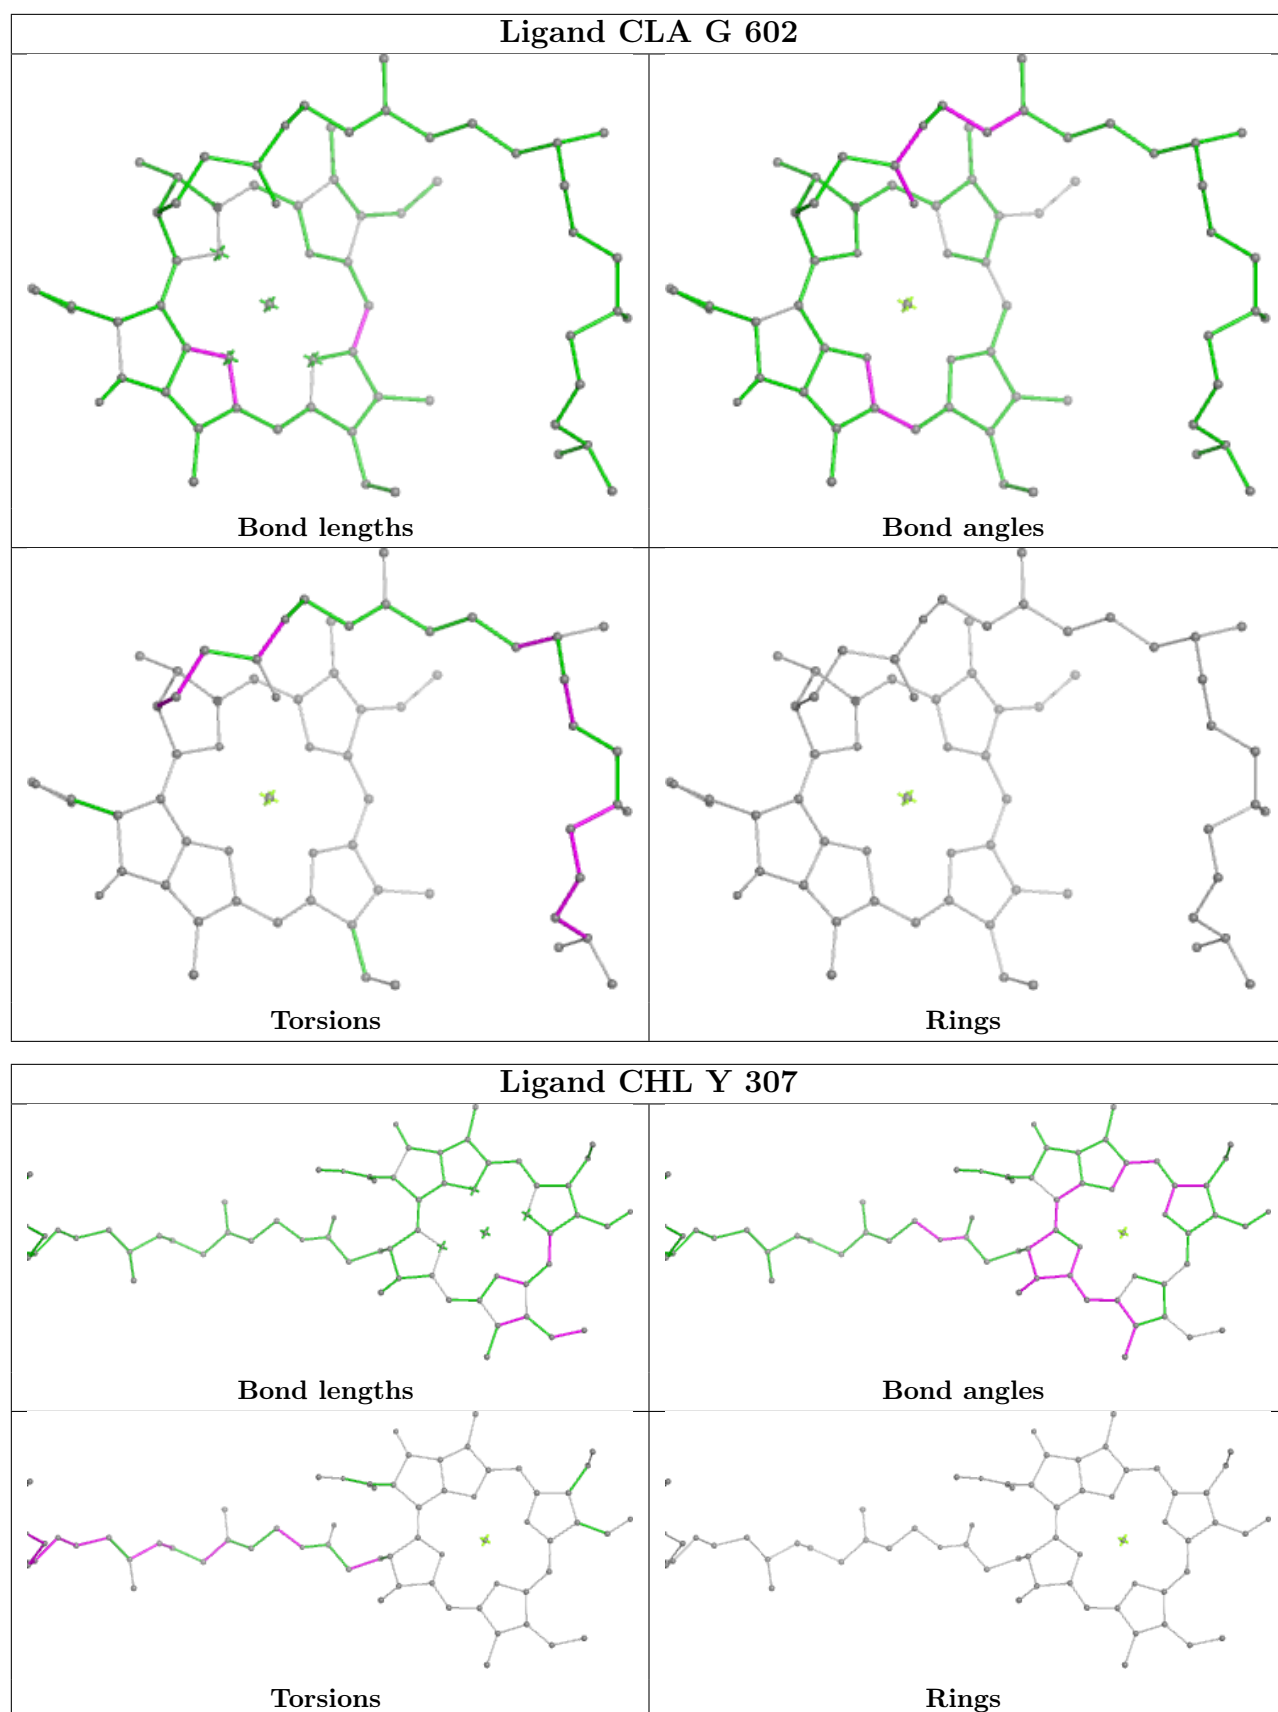 Ligand CLA G 602
Bond lengths
Bond angles
Torsions
Rings
Ligand CHL Y 307
Bond lengths
Bond angles
Torsions
Rings